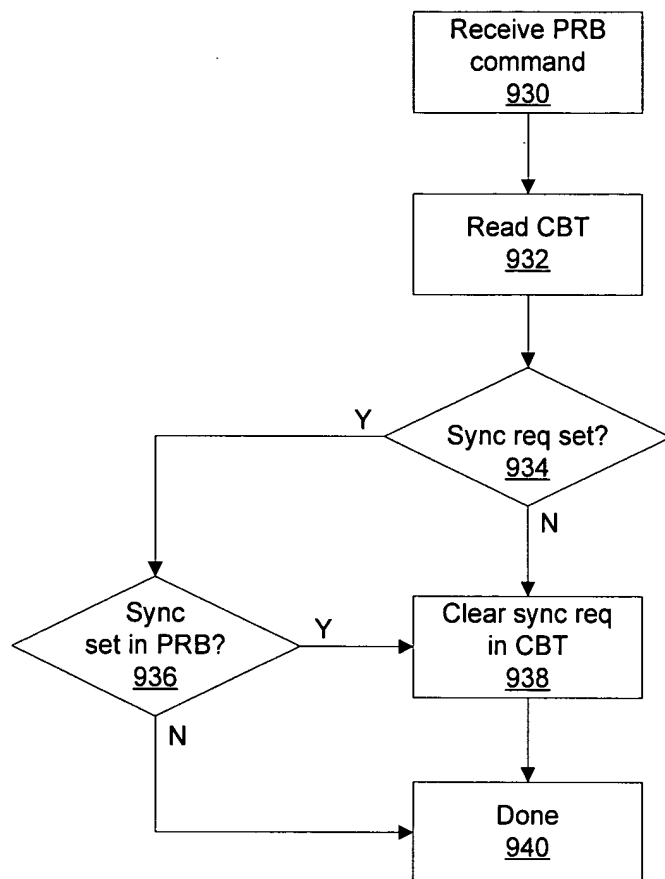 Receive PRB
command
930
Read CBT
932
Y
Sync req set?
934
N
Sync
set in PRB?
936
Y
Clear sync req
in CBT
938
N
Done
940